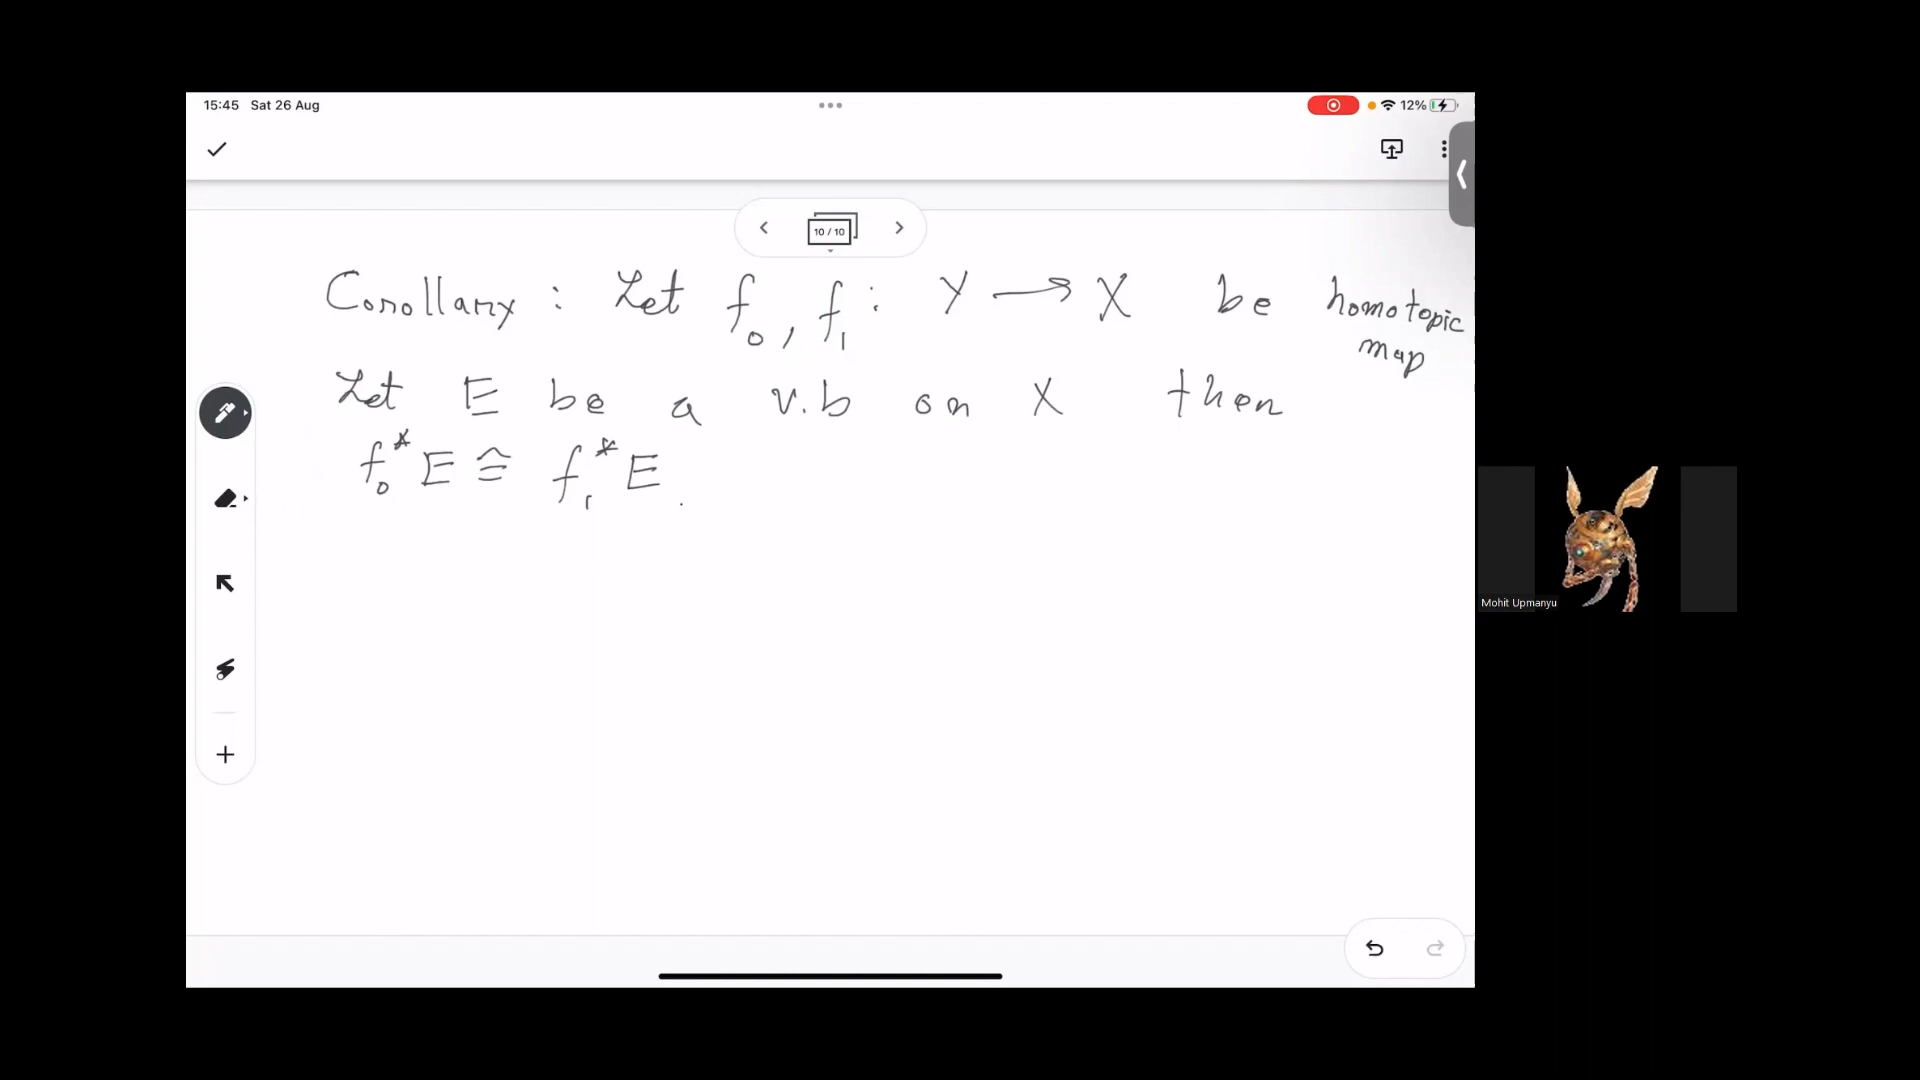 15:45 Sat 26 Aug
12%
10 / 10
Corollary : Let f₀, f₁ : Y → X be homotopic
map
Let E be a v.b on X then
f₀*E ≅ f₁*E.
Mohit Upmanyu